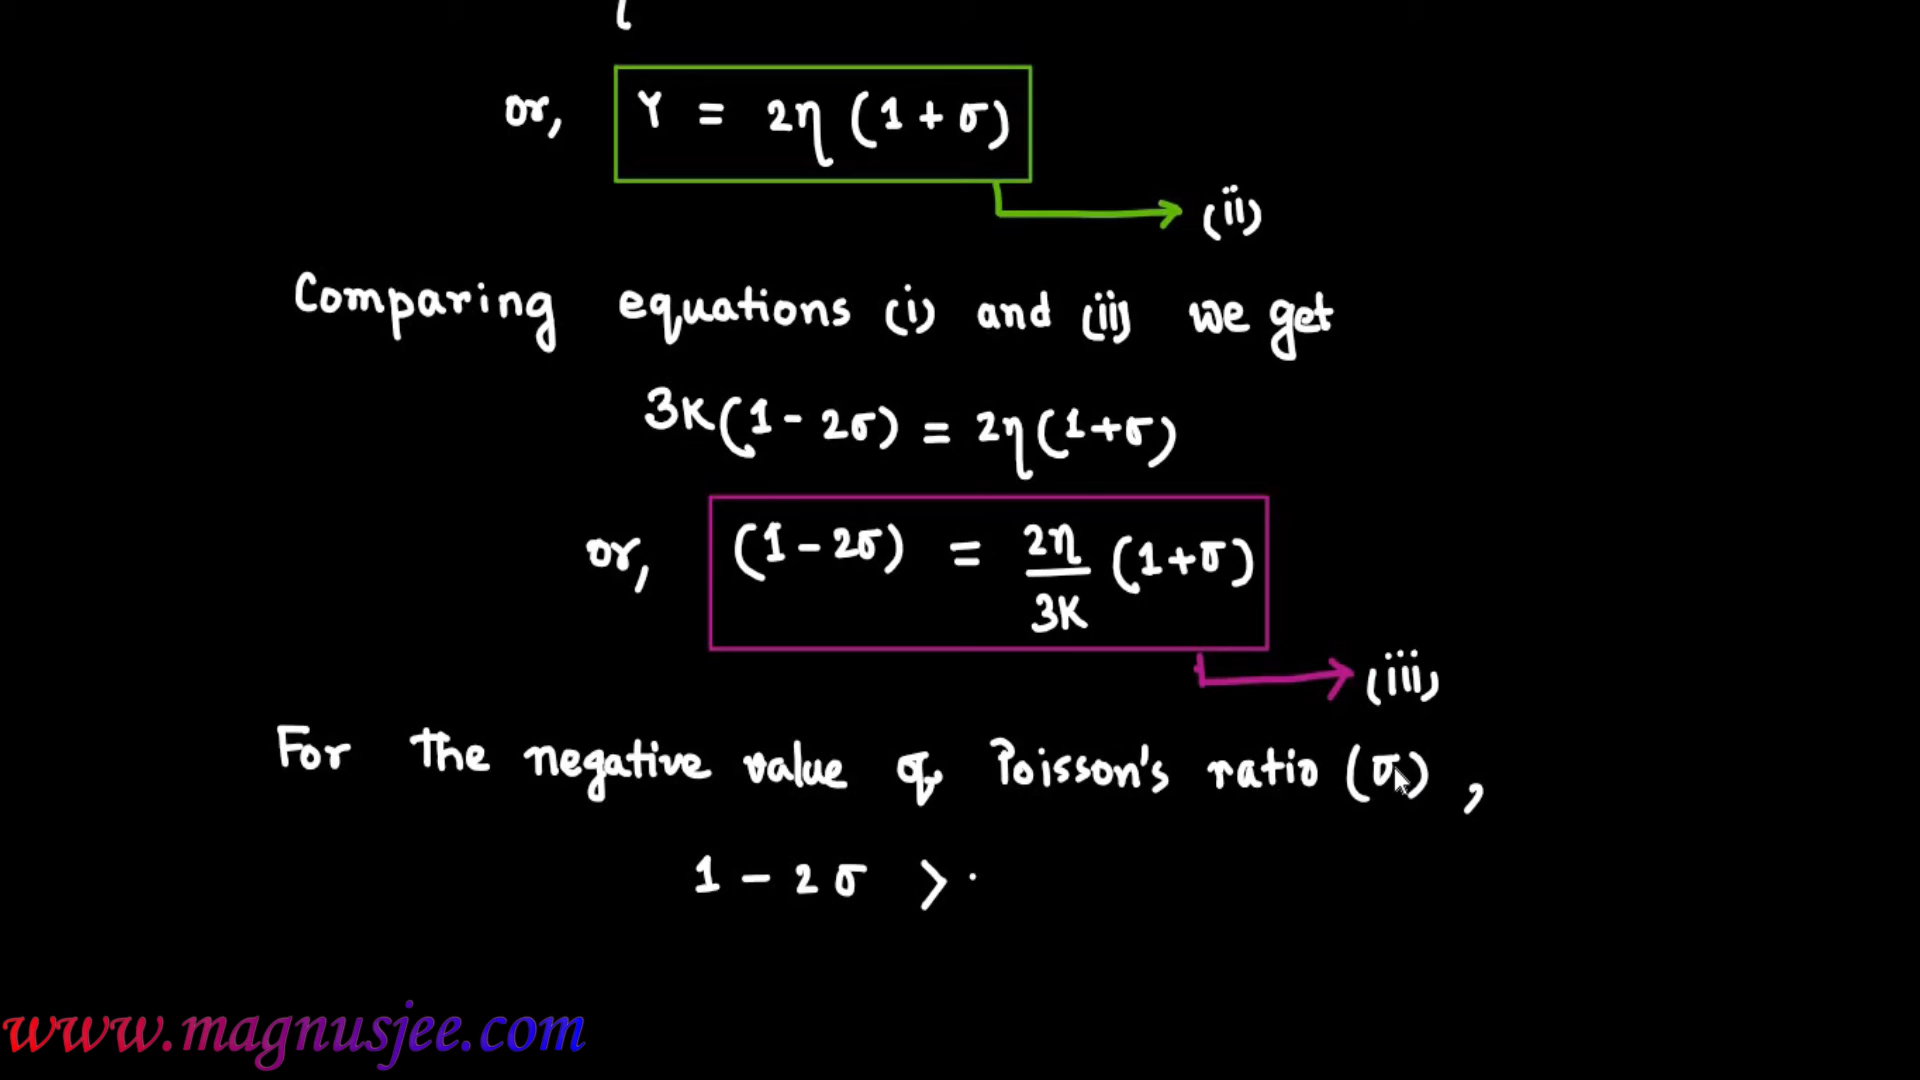 or, Y = 2η (1 + σ)
(ii)
Comparing equations (i) and (ii) we get
3K(1 - 2σ) = 2η(1+σ)
or, (1 - 2σ) = 2η/3K (1+σ)
(iii)
For the negative value of Poisson's ratio (σ) ,
1 - 2σ >
www.magnusjee.com